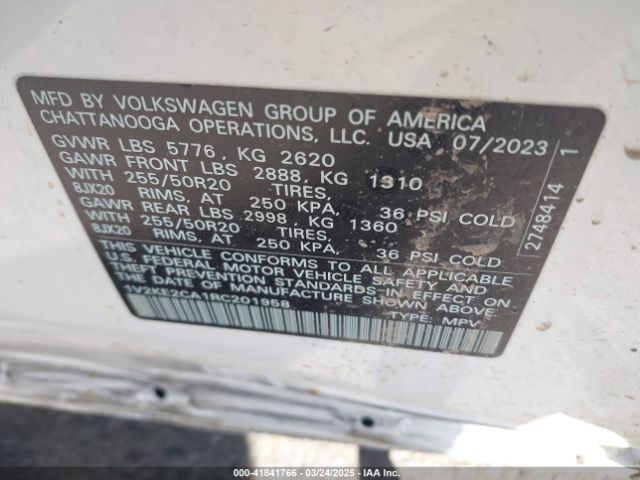 MFD BY VOLKSWAGEN GROUP OF AMERICA
CHATTANOOGA OPERATIONS, LLC. USA 07/2023
GVWR LBS 5776 , KG 2620
GAWR FRONT LBS 2888, KG 1310
WITH 255/50R20 TIRES,
8JX20 RIMS, AT 250 KPA, 36 PSI COLD
GAWR REAR LBS 2998, KG 1360
WITH 255/50R20 TIRES,
8JX20 RIMS, AT 250 KPA, 36 PSI COLD
THIS VEHICLE CONFORMS TO ALL APPLICABLE
U.S. FEDERAL MOTOR VEHICLE SAFETY AND
THEFT PREVENTION STANDARDS IN EFFECT ON
THE DATE OF MANUFACTURE SHOWN ABOVE.
1V2KE2CA1RC201958 TYPE: MPV
2748414 1
000-41841766 — 03/24/2025 — IAA Inc.